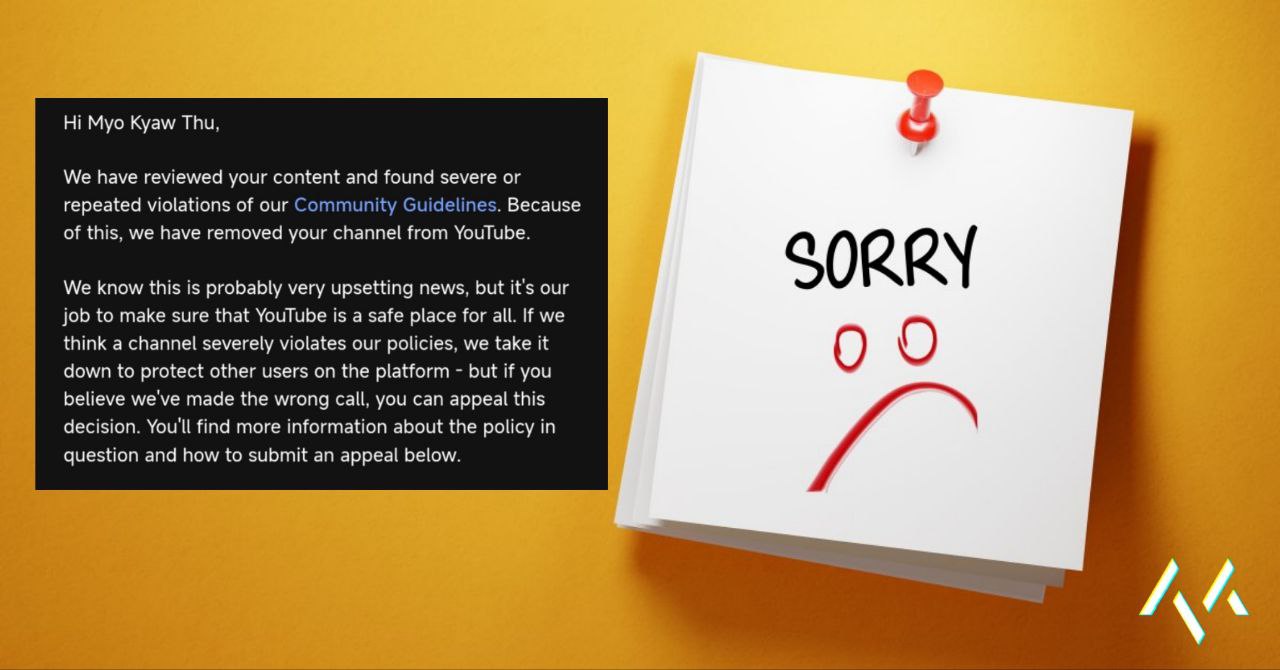 Hi Myo Kyaw Thu,
We have reviewed your content and found severe or
repeated violations of our Community Guidelines. Because
of this, we have removed your channel from YouTube.
We know this is probably very upsetting news, but it's our
job to make sure that YouTube is a safe place for all. If we
think a channel severely violates our policies, we take it
down to protect other users on the platform - but if you
believe we've made the wrong call, you can appeal this
decision. You'll find more information about the policy in
question and how to submit an appeal below.
SORRY